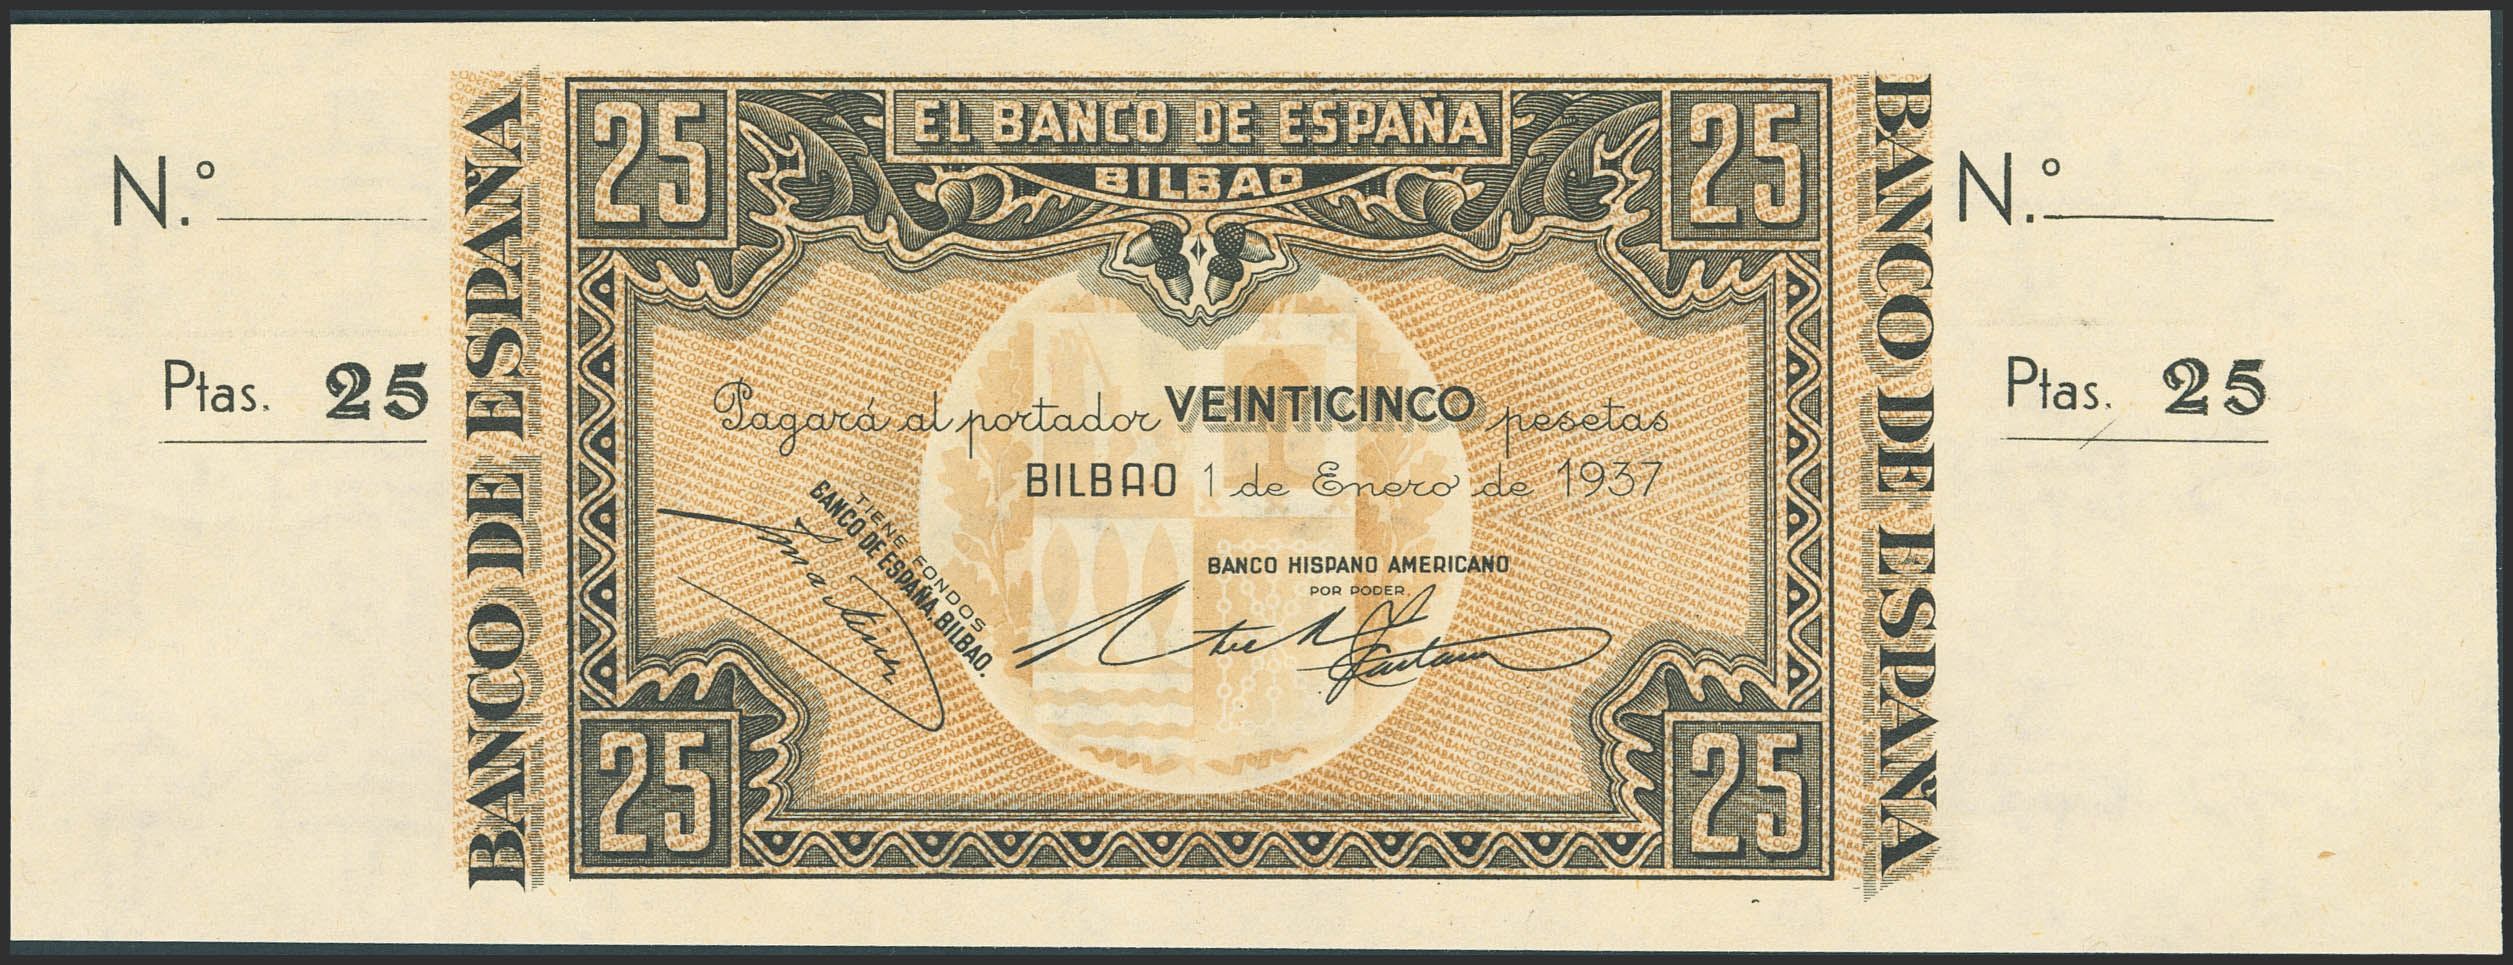 N.º
Ptas. 25
BANCO DE ESPAÑA
25
EL BANCO DE ESPAÑA
BILBAO
25
Pagará al portador VEINTICINCO pesetas
BILBAO 1 de Enero de 1937
TIENE FONDOS
BANCO DE ESPAÑA. BILBAO.
BANCO HISPANO AMERICANO
POR PODER,
25
25
BANCO DE ESPAÑA
N.º
Ptas. 25